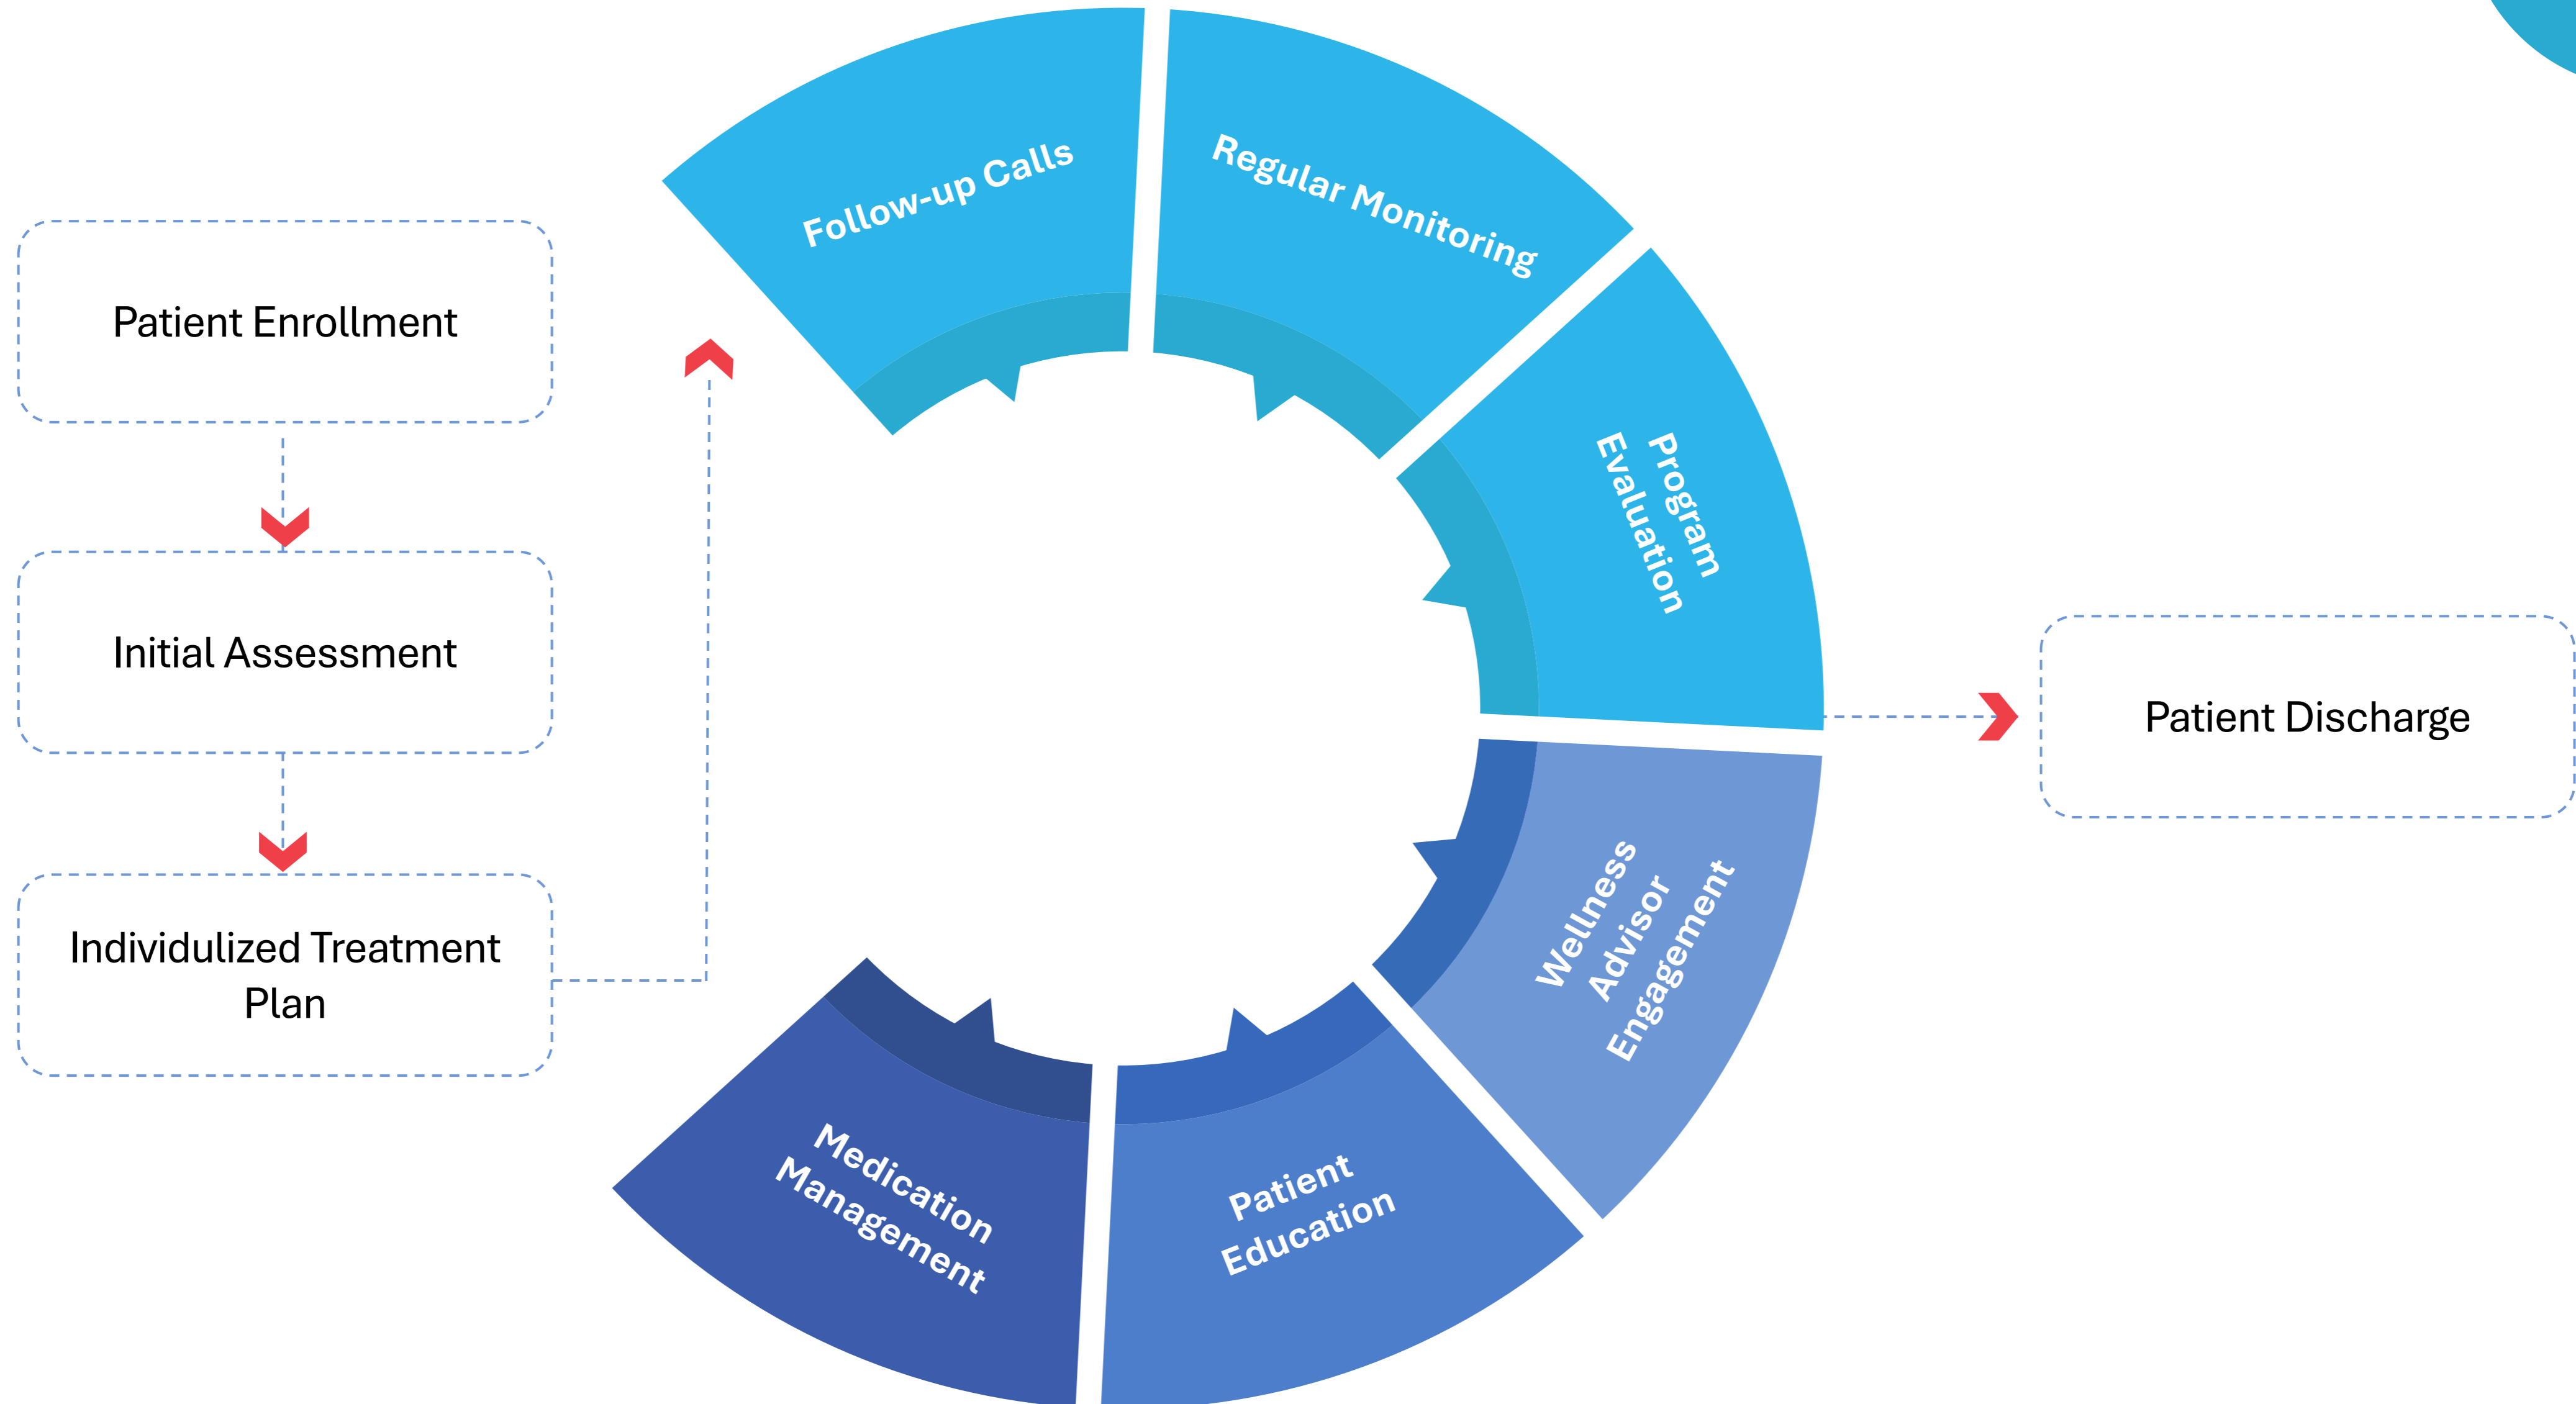 Patient Enrollment
Initial Assessment
Individulized Treatment
Plan
Follow-up Calls
Regular Monitoring
Program
Evaluation
Wellness
Advisor
Engagement
Patient
Education
Medication
Management
Patient Discharge